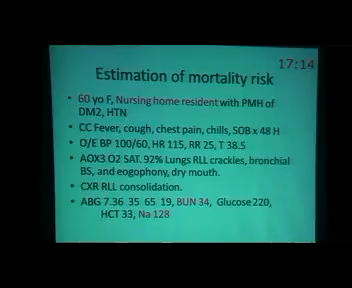 17:14
Estimation of mortality risk
• 60 yo F, Nursing home resident with PMH of
DM2, HTN
• CC Fever, cough, chest pain, chills, SOB x 48 H
• O/E BP 100/60, HR 115, RR 25, T 38.5
• AOX3 O2 SAT. 92% Lungs RLL crackles, bronchial
BS, and eogophony, dry mouth.
• CXR RLL consolidation.
• ABG 7.36 35 65 19, BUN 34, Glucose 220,
HCT 33, Na 128